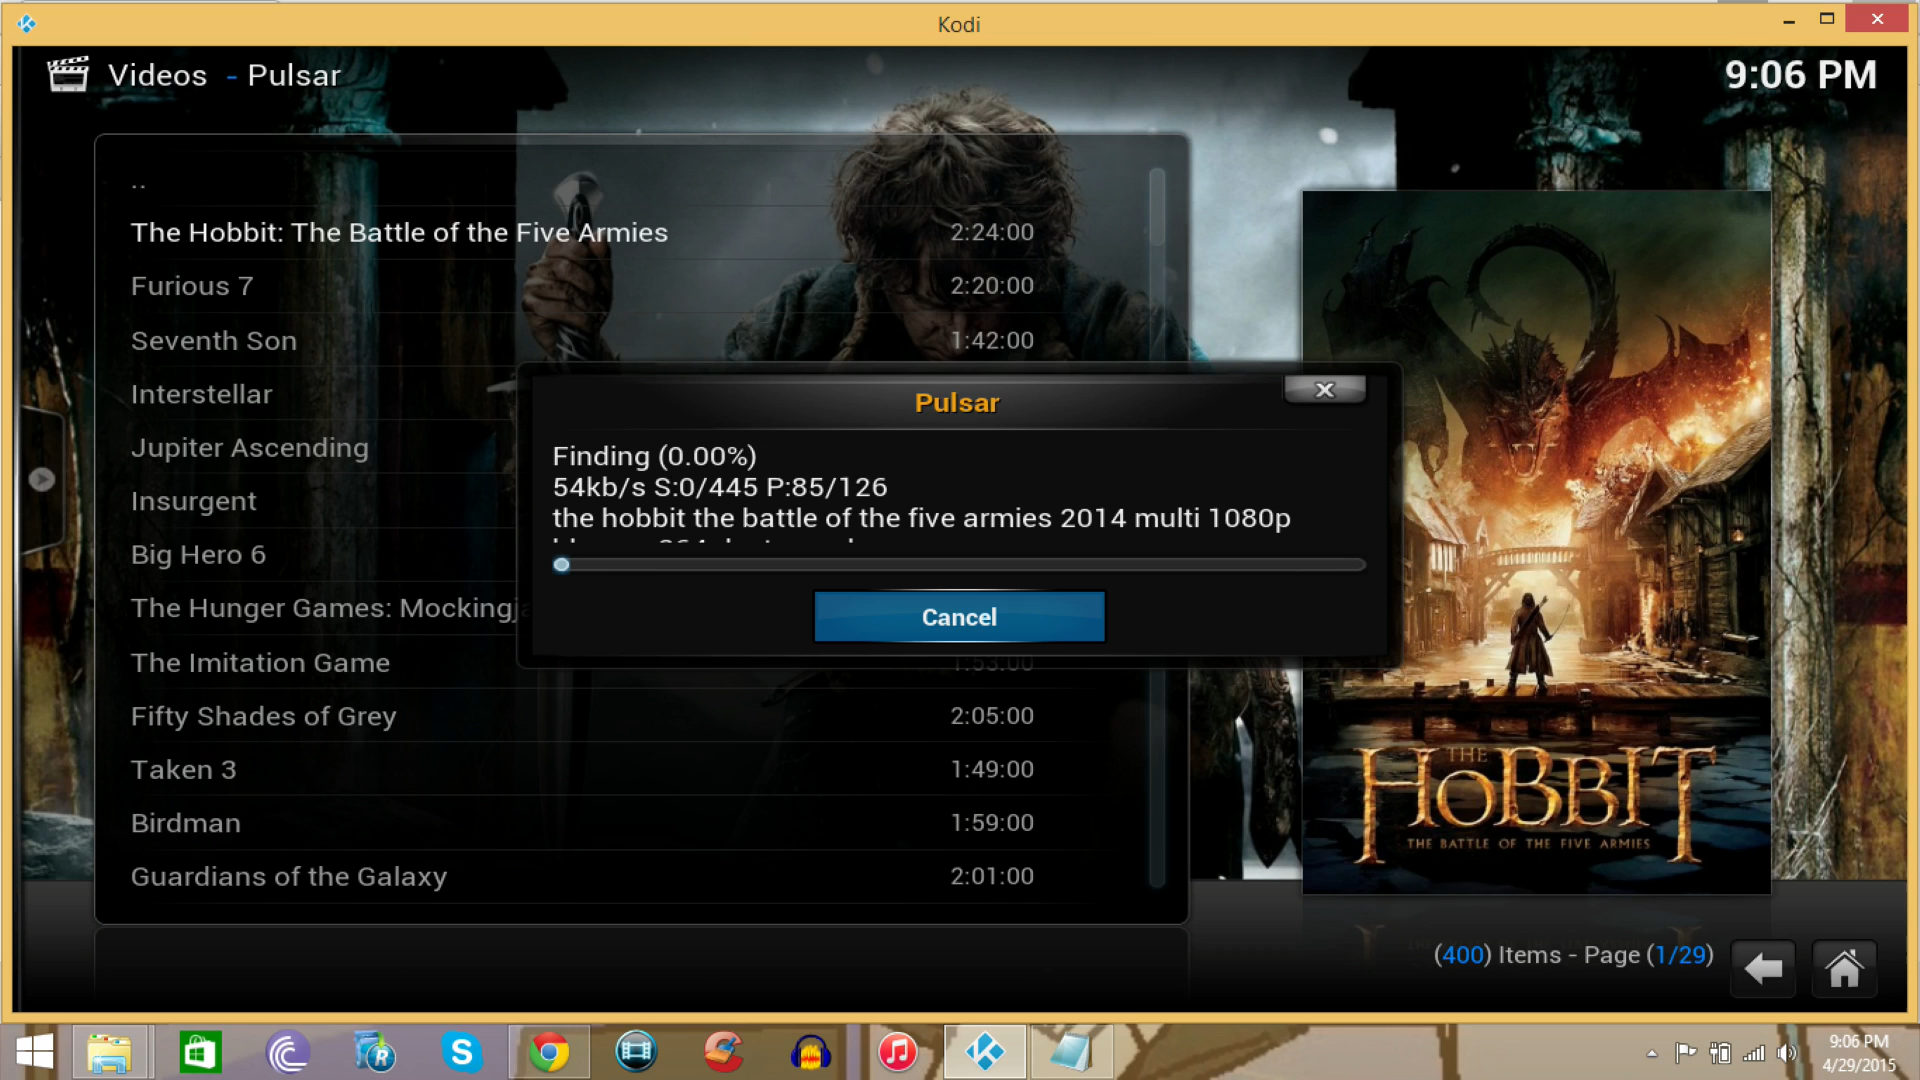 Kodi
Videos - Pulsar
9:06 PM
..
The Hobbit: The Battle of the Five Armies 2:24:00
Furious 7 2:20:00
Seventh Son 1:42:00
Interstellar
Jupiter Ascending
Insurgent
Big Hero 6
The Hunger Games: Mockingja
The Imitation Game 1:53:00
Fifty Shades of Grey 2:05:00
Taken 3 1:49:00
Birdman 1:59:00
Guardians of the Galaxy 2:01:00
Pulsar
Finding (0.00%)
54kb/s S:0/445 P:85/126
the hobbit the battle of the five armies 2014 multi 1080p
Cancel
THE
HOBBIT
THE BATTLE OF THE FIVE ARMIES
(400) Items - Page (1/29)
9:06 PM
4/29/2015